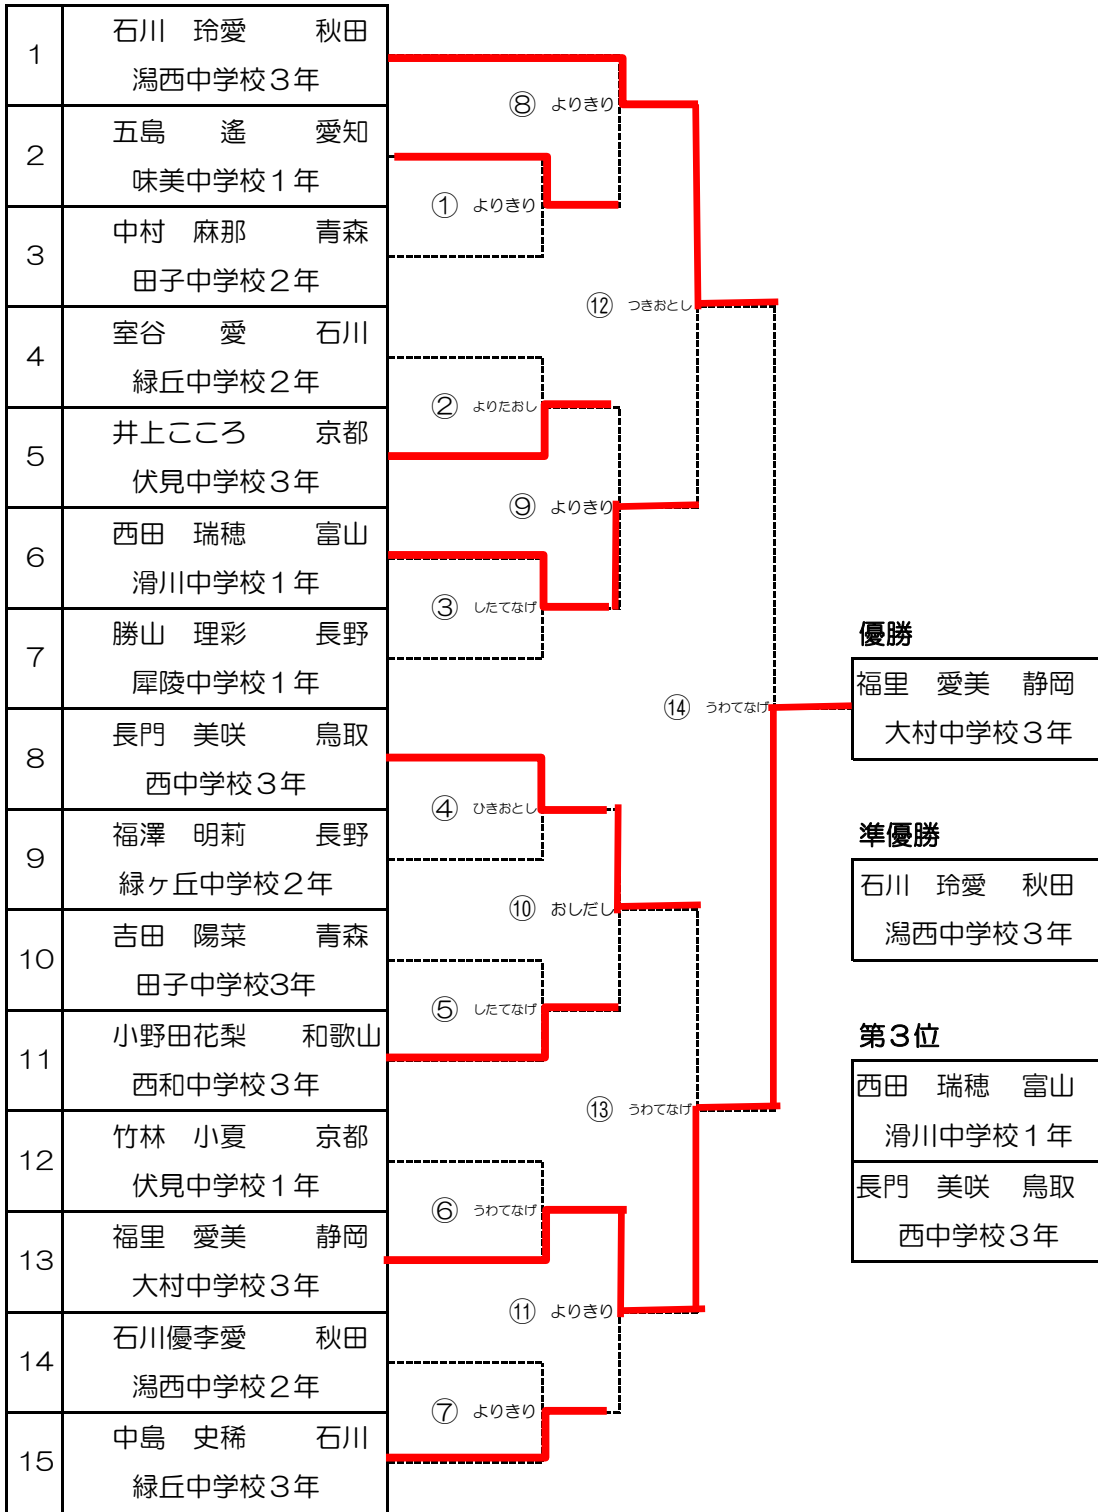 1
石川　玲愛　　秋田
潟西中学校３年
2
五島　　遙　　愛知
味美中学校１年
3
中村　麻那　　青森
田子中学校２年
4
室谷　　愛　　石川
緑丘中学校２年
5
井上こころ　　京都
伏見中学校３年
6
西田　瑞穂　　富山
滑川中学校１年
7
勝山　理彩　　長野
犀陵中学校１年
8
長門　美咲　　鳥取
西中学校３年
9
福澤　明莉　　長野
緑ヶ丘中学校２年
10
吉田　陽菜　　青森
田子中学校3年
11
小野田花梨　　和歌山
西和中学校３年
12
竹林　小夏　　京都
伏見中学校１年
13
福里　愛美　　静岡
大村中学校３年
14
石川優李愛　　秋田
潟西中学校２年
15
中島　史稀　　石川
緑丘中学校３年
① よりきり
② よりたおし
③ したてなげ
④ ひきおとし
⑤ したてなげ
⑥ うわてなげ
⑦ よりきり
⑧ よりきり
⑨ よりきり
⑩ おしだし
⑪ よりきり
⑫ つきおとし
⑬ うわてなげ
⑭ うわてなげ
優勝
福里　愛美　静岡
大村中学校３年
準優勝
石川　玲愛　秋田
潟西中学校３年
第３位
西田　瑞穂　富山
滑川中学校１年
長門　美咲　鳥取
西中学校３年